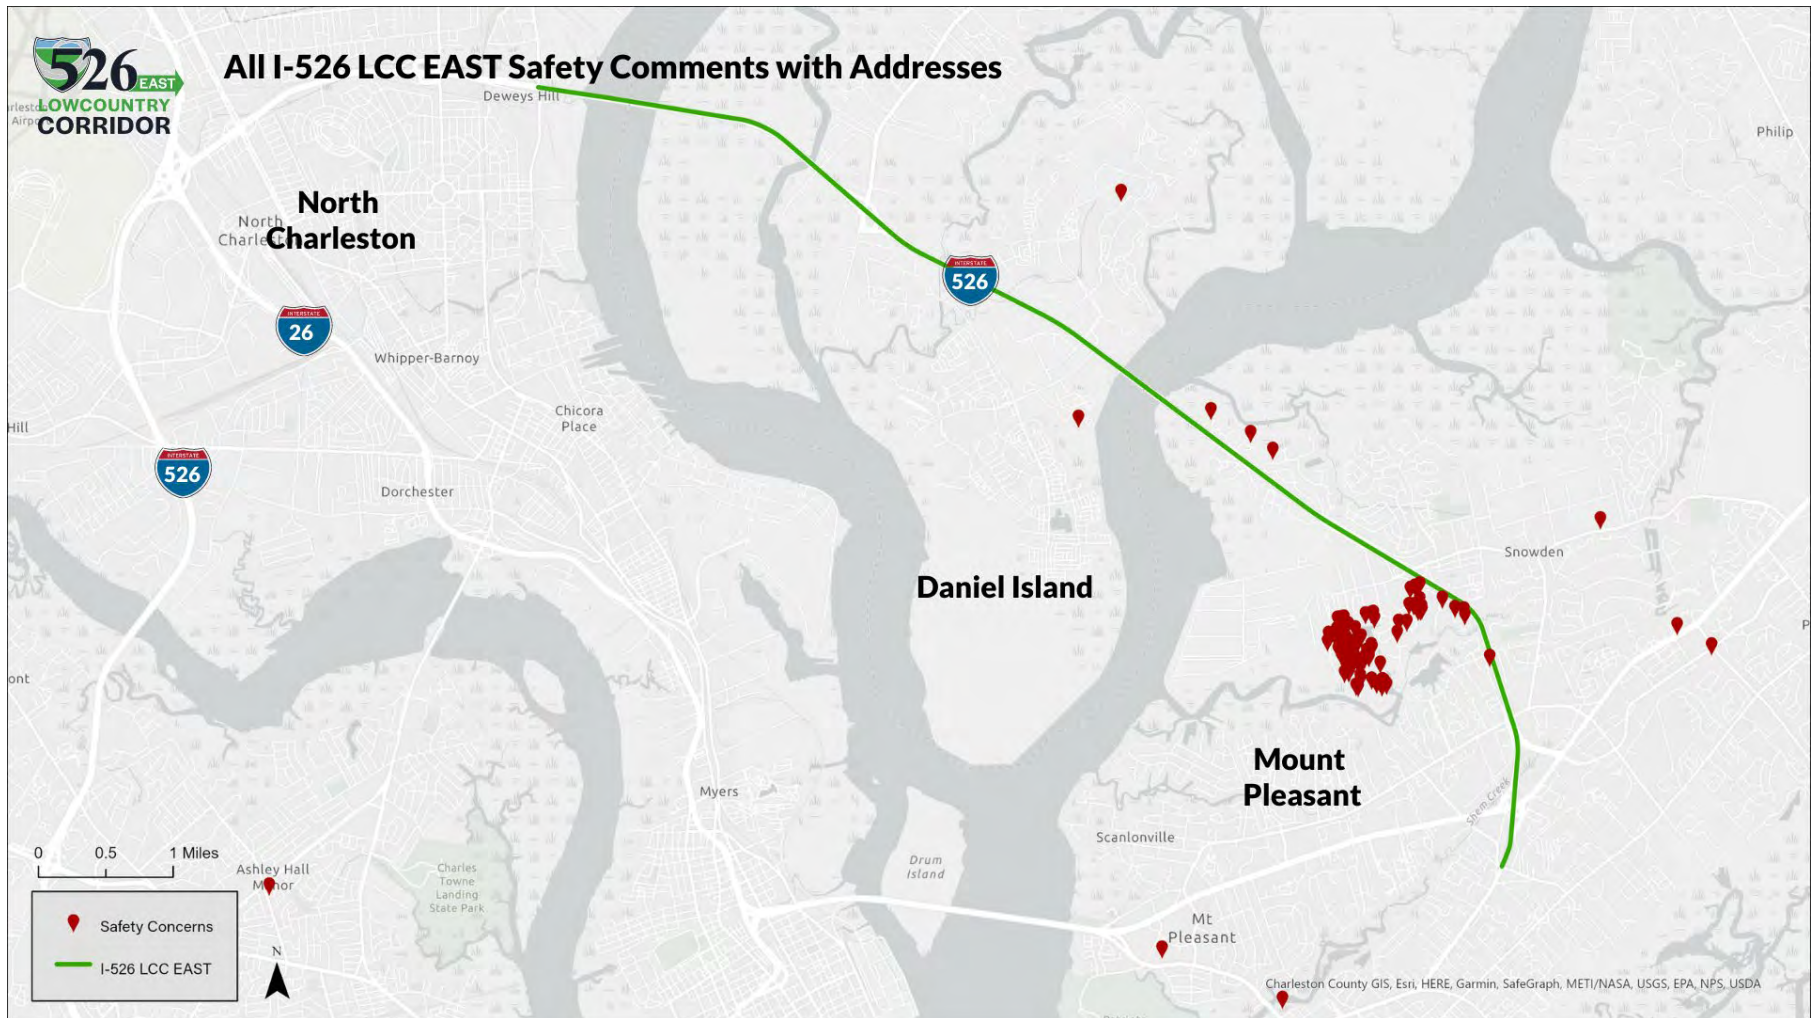 526
EAST
LOWCOUNTRY
CORRIDOR
All I-526 LCC EAST Safety Comments with Addresses
Deweys Hill
Philip
North
Charleston
North
INTERSTATE
526
INTERSTATE
26
Whipper-Barnoy
Chicora
Place
Hill
INTERSTATE
526
Dorchester
Snowden
Daniel Island
Mount
Pleasant
Myers
Shem Creek
Scanlonville
0 0.5 1 Miles
Ashley Hall
Manor
Charles
Towne
Landing
State Park
Drum
Island
Mt
Pleasant
Safety Concerns
I-526 LCC EAST
N
Charleston County GIS, Esri, HERE, Garmin, SafeGraph, METI/NASA, USGS, EPA, NPS, USDA